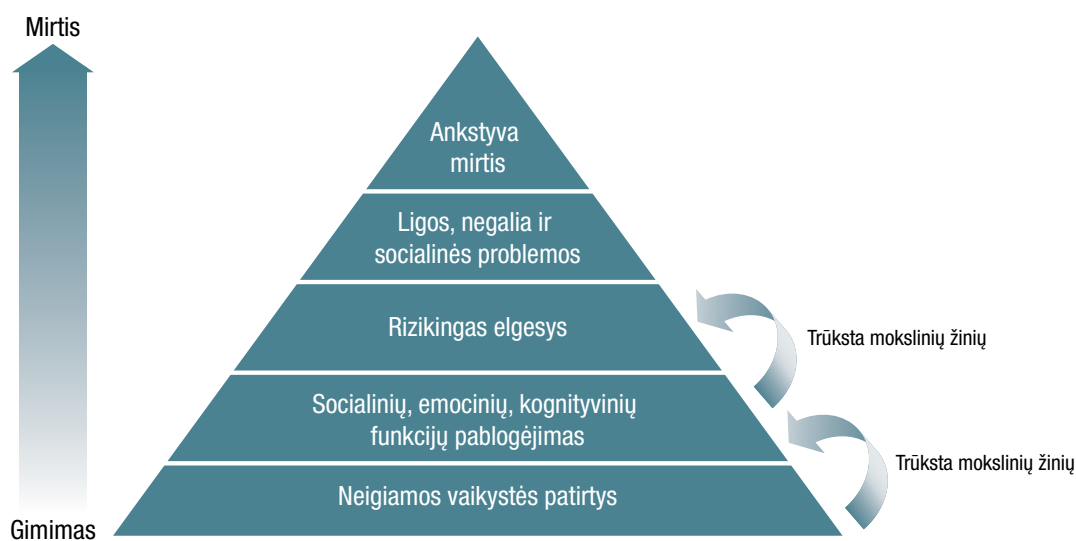 Mirtis
Ankstyva
mirtis
Ligos, negalia ir
socialinės problemos
Rizikingas elgesys
Trūksta mokslinių žinių
Socialinių, emocinių, kognityvinių
funkcijų pablogėjimas
Trūksta mokslinių žinių
Neigiamos vaikystės patirtys
Gimimas